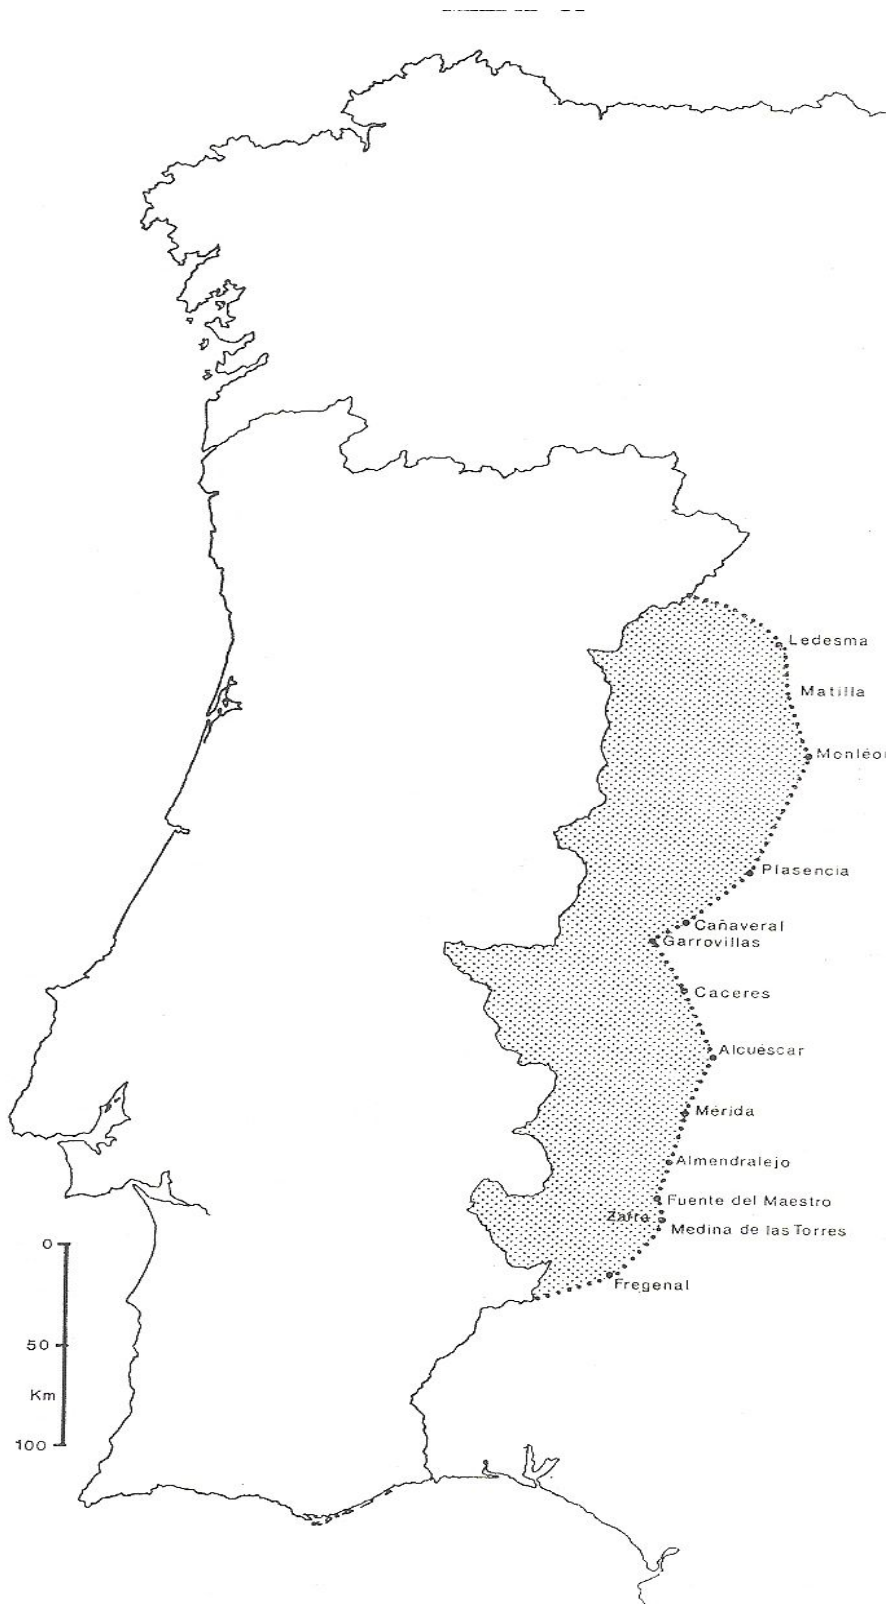 Ledesma
Matilla
Monléon
Plasencia
Cañaveral
Garrovillas
Caceres
Alcuéscar
Mérida
Almendralejo
Fuente del Maestro
Zafra
Medina de las Torres
Fregenal
0
50
Km
100